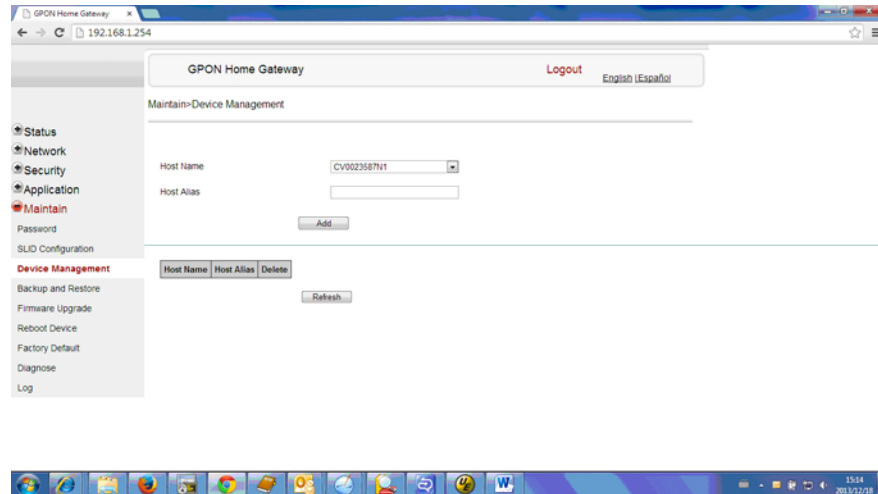 GPON Home Gateway
192.168.1.254
GPON Home Gateway
Logout
English |Español
Maintain>Device Management
Status
Network
Security
Application
Maintain
Password
SLID Configuration
Device Management
Backup and Restore
Firmware Upgrade
Reboot Device
Factory Default
Diagnose
Log
Host Name
CV0023587N1
Host Alias
Add
Host Name Host Alias Delete
Refresh
15:14
2013/12/18